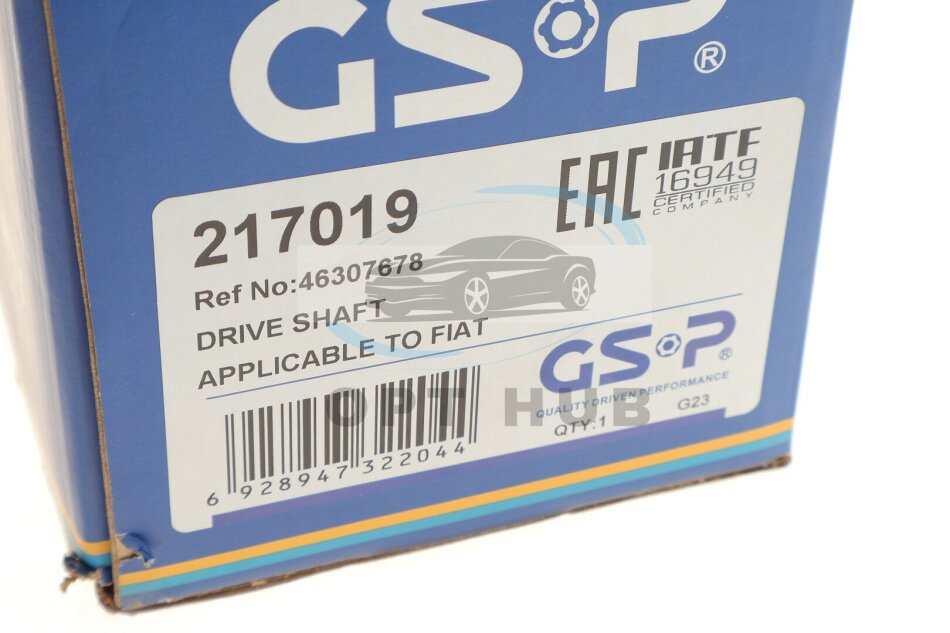 GSP®
217019
EAC
IATF
16949
CERTIFIED
COMPANY
Ref No:46307678
DRIVE SHAFT
APPLICABLE TO FIAT
GSP®
QUALITY DRIVEN PERFORMANCE
OPT HUB
QTY:1
G23
6 928947 322044